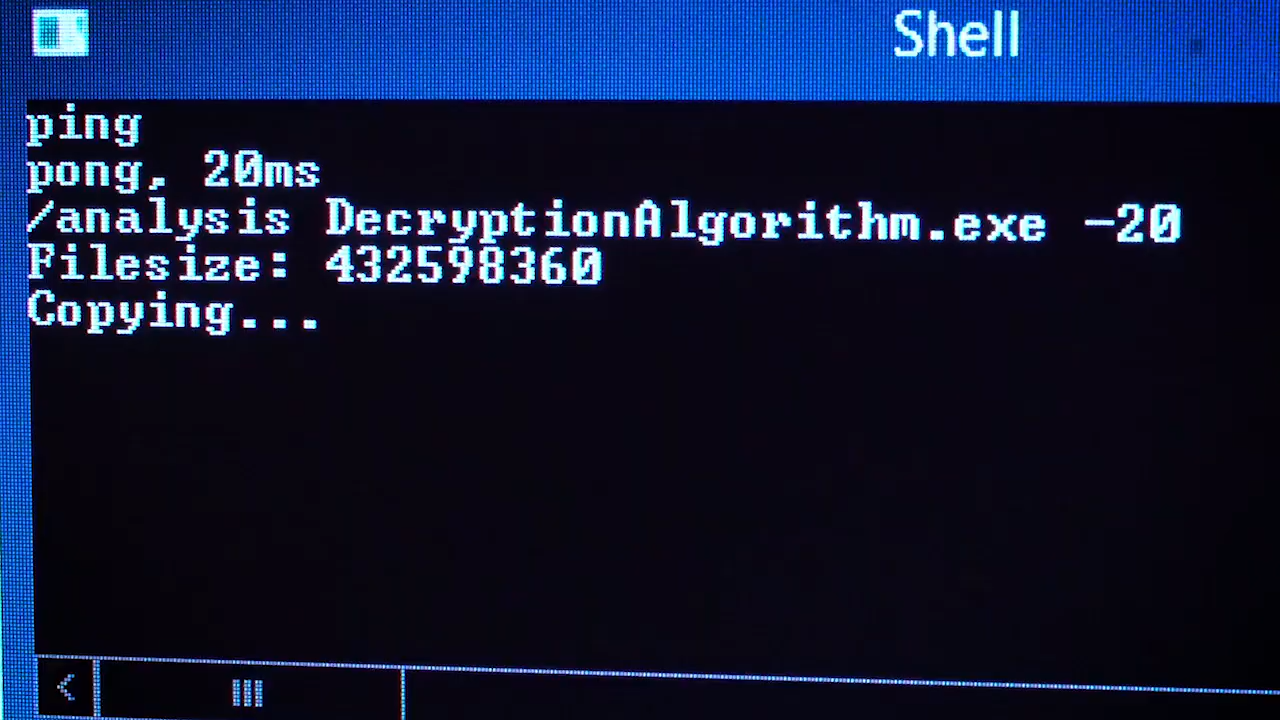 Shell
ping
pong, 20ms
/analysis DecryptionAlgorithm.exe -20
Filesize: 432598360
Copying...